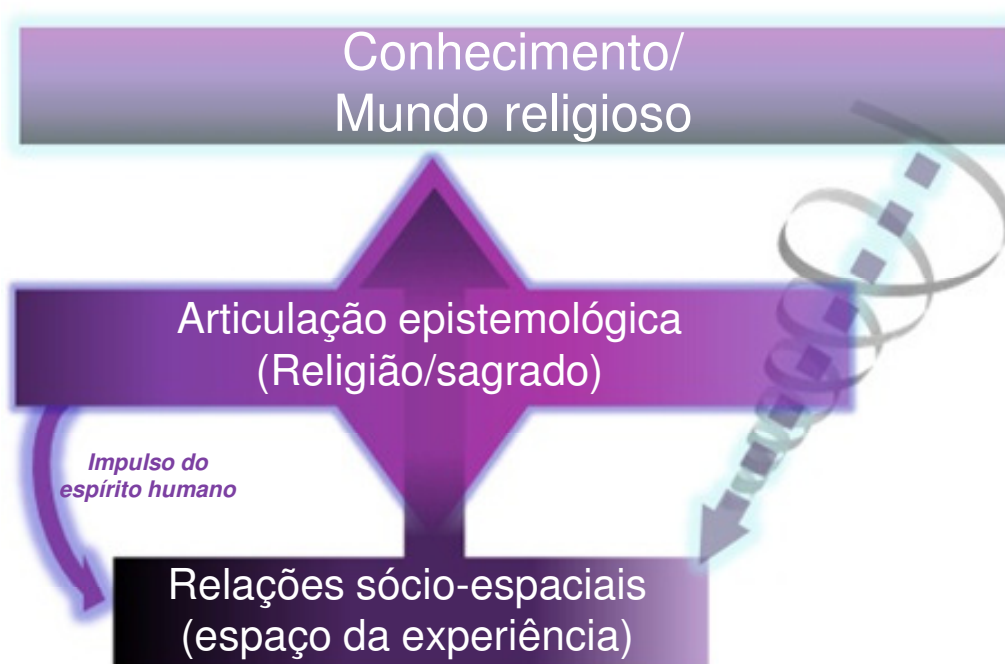 Conhecimento/
Mundo religioso
Articulação epistemológica
(Religião/sagrado)
Impulso do
espírito humano
Relações sócio-espaciais
(espaço da experiência)